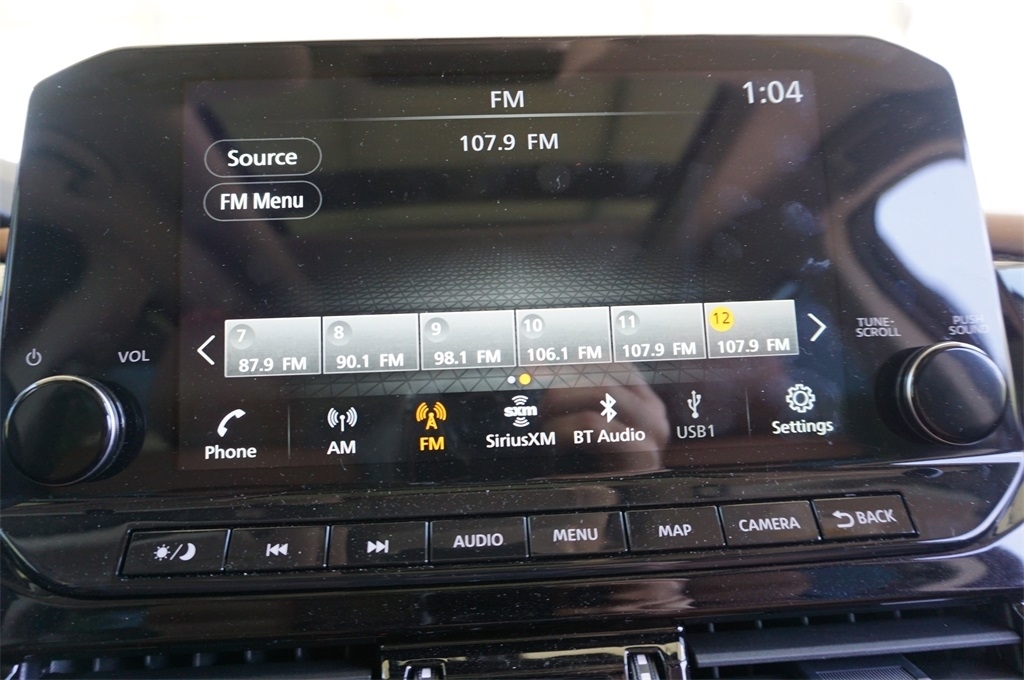 FM
1:04
107.9 FM
Source
FM Menu
7 8 9 10 11 12
87.9 FM 90.1 FM 98.1 FM 106.1 FM 107.9 FM 107.9 FM
VOL
TUNE·SCROLL
PUSH SOUND
Phone AM FM sxm SiriusXM BT Audio USB1 Settings
AUDIO MENU MAP CAMERA BACK